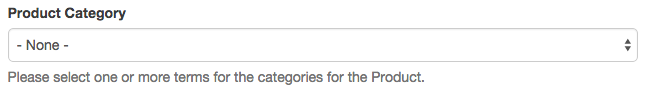 Product Category
- None -
Please select one or more terms for the categories for the Product.